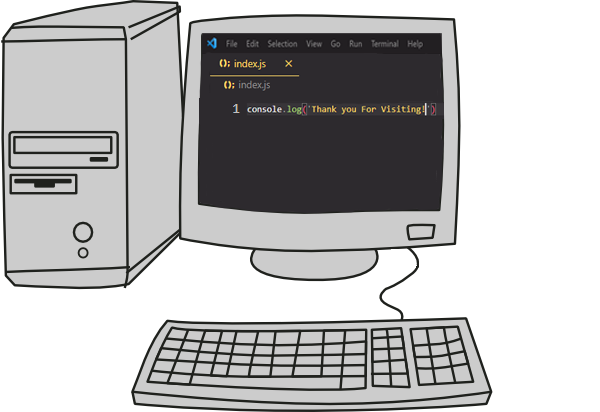 File Edit Selection View Go Run Terminal Help
(); index.js ×
(); index.js
1 console.log('Thank you For Visiting!')